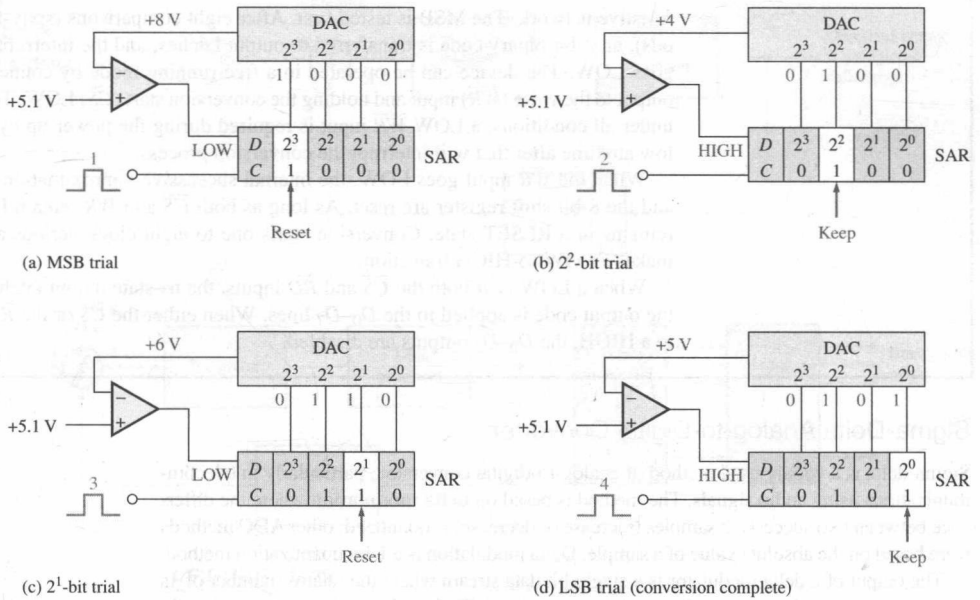 +8 V
DAC
2³ 2² 2¹ 2⁰
1 0 0 0
−
+
+5.1 V
1
LOW
D 2³ 2² 2¹ 2⁰
SAR
C 1 0 0 0
Reset
(a) MSB trial
+4 V
DAC
2³ 2² 2¹ 2⁰
0 1 0 0
−
+
+5.1 V
2
HIGH
D 2³ 2² 2¹ 2⁰
SAR
C 0 1 0 0
Keep
(b) 2²-bit trial
+6 V
DAC
2³ 2² 2¹ 2⁰
0 1 1 0
−
+
+5.1 V
3
LOW
D 2³ 2² 2¹ 2⁰
SAR
C 0 1 1 0
Reset
(c) 2¹-bit trial
+5 V
DAC
2³ 2² 2¹ 2⁰
0 1 0 1
−
+
+5.1 V
4
HIGH
D 2³ 2² 2¹ 2⁰
SAR
C 0 1 0 1
Keep
(d) LSB trial (conversion complete)